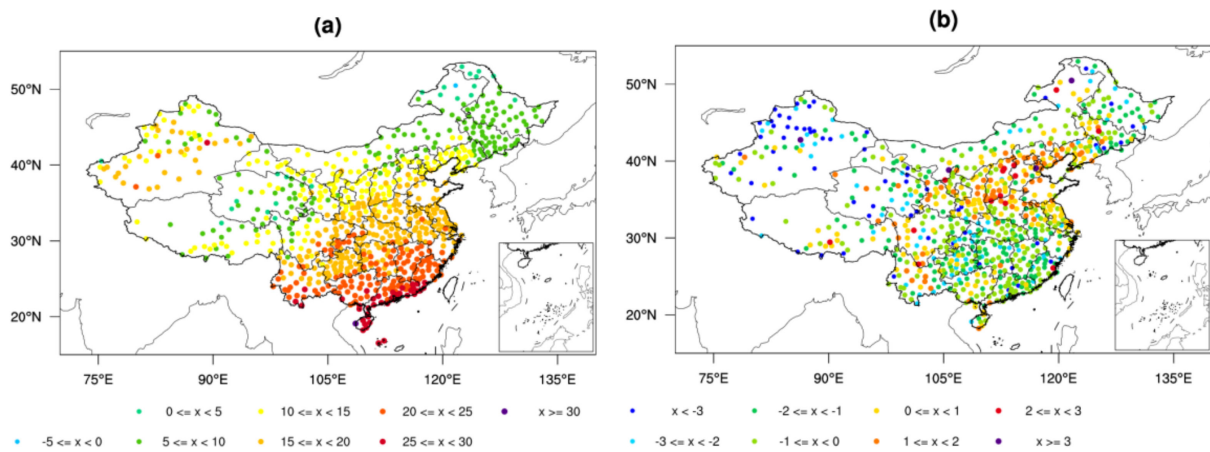 (a)
(b)
50°N
40°N
30°N
20°N
75°E 90°E 105°E 120°E 135°E
50°N
40°N
30°N
20°N
75°E 90°E 105°E 120°E 135°E
0 <= x < 5 10 <= x < 15 20 <= x < 25 x >= 30
-5 <= x < 0 5 <= x < 10 15 <= x < 20 25 <= x < 30
x < -3 -2 <= x < -1 0 <= x < 1 2 <= x < 3
-3 <= x < -2 -1 <= x < 0 1 <= x < 2 x >= 3